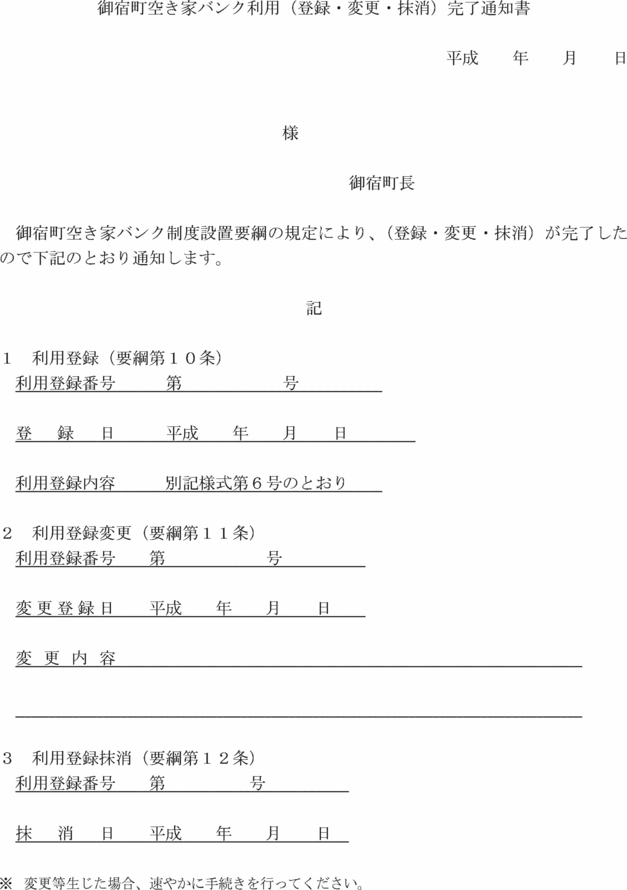 御宿町空き家バンク利用（登録・変更・抹消）完了通知書
平成　　年　　月　　日
様
御宿町長
御宿町空き家バンク制度設置要綱の規定により、（登録・変更・抹消）が完了した
ので下記のとおり通知します。
記
１　利用登録（要綱第１０条）
利用登録番号　　　第　　　　　　号
登　録　日　　　平成　　年　　月　　日
利用登録内容　　　別記様式第６号のとおり
２　利用登録変更（要綱第１１条）
利用登録番号　　第　　　　　　号
変更登録日　　平成　　年　　月　　日
変更内容
３　利用登録抹消（要綱第１２条）
利用登録番号　　第　　　　　号
抹　消　日　　平成　　年　　月　　日
※　変更等生じた場合、速やかに手続きを行ってください。